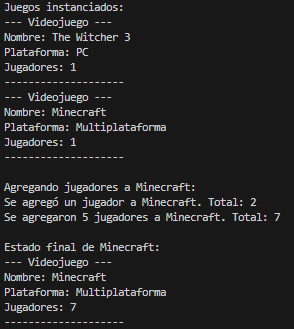 Juegos instanciados:
--- Videojuego ---
Nombre: The Witcher 3
Plataforma: PC
Jugadores: 1
--------------------
--- Videojuego ---
Nombre: Minecraft
Plataforma: Multiplataforma
Jugadores: 1
--------------------

Agregando jugadores a Minecraft:
Se agregó un jugador a Minecraft. Total: 2
Se agregaron 5 jugadores a Minecraft. Total: 7

Estado final de Minecraft:
--- Videojuego ---
Nombre: Minecraft
Plataforma: Multiplataforma
Jugadores: 7
--------------------